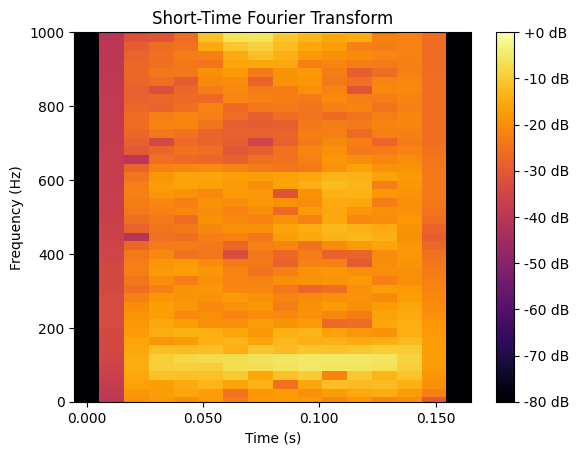 Short-Time Fourier Transform
Frequency (Hz)
1000
800
600
400
200
0
0.000
0.050
0.100
0.150
Time (s)
+0 dB
-10 dB
-20 dB
-30 dB
-40 dB
-50 dB
-60 dB
-70 dB
-80 dB